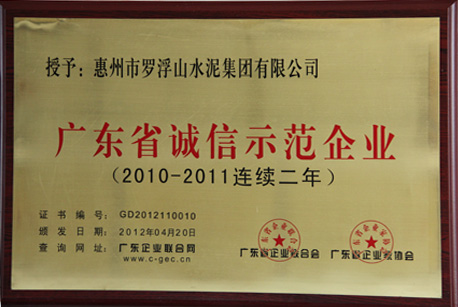 授予：惠州市罗浮山水泥集团有限公司
广东省诚信示范企业
(2010-2011连续二年)
证书编号：GD2012110010
颁发日期：2012年04月20日
查询网址：广东企业联合网
www.c-gec.cn
广东省企业联合会 广东省企业家协会